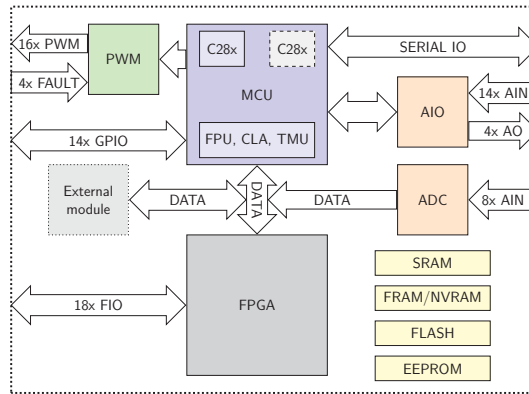 16x PWM
PWM
C28x
C28x
SERIAL IO
4x FAULT
MCU
14x AIN
AIO
14x GPIO
FPU, CLA, TMU
4x AO
External
module
DATA
DATA
DATA
ADC
8x AIN
SRAM
18x FIO
FPGA
FRAM/NVRAM
FLASH
EEPROM